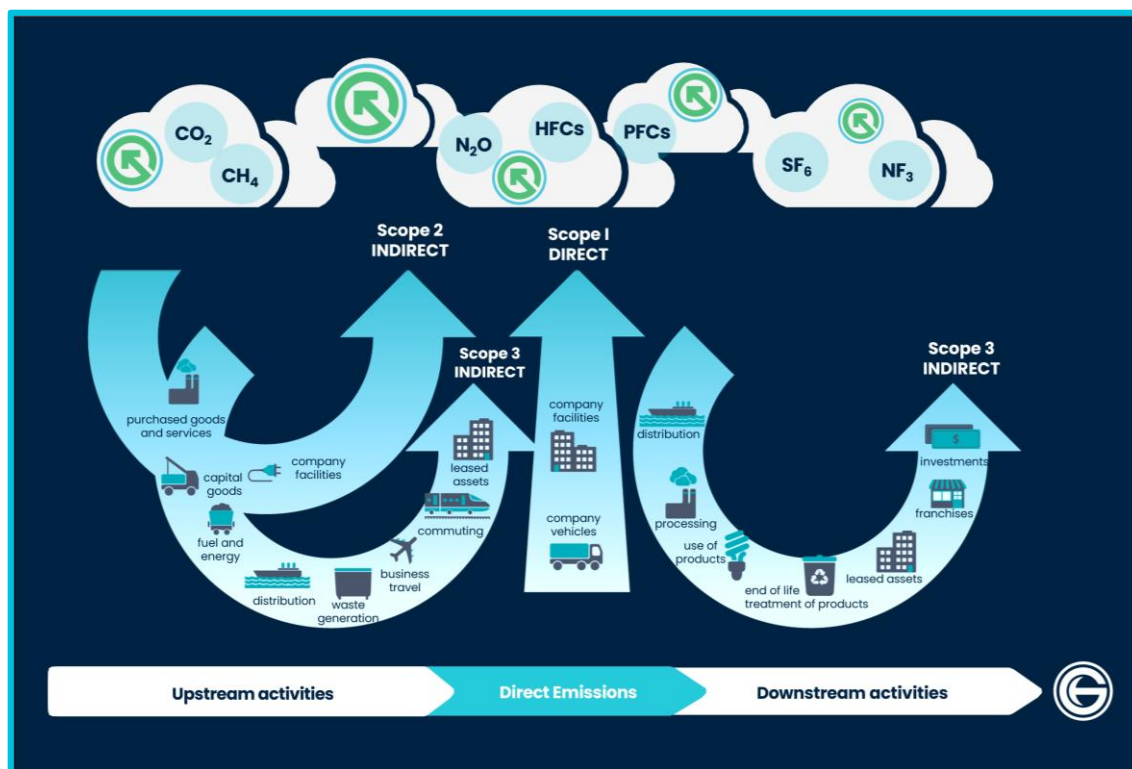 CO₂
CH₄
N₂O
HFCs
PFCs
SF₆
NF₃
Scope 2
INDIRECT
Scope 1
DIRECT
Scope 3
INDIRECT
Scope 3
INDIRECT
purchased goods
and services
capital
goods
company
facilities
fuel and
energy
distribution
waste
generation
business
travel
commuting
leased
assets
company
facilities
company
vehicles
distribution
processing
use of
products
end of life
treatment of products
leased assets
franchises
$
investments
Upstream activities
Direct Emissions
Downstream activities